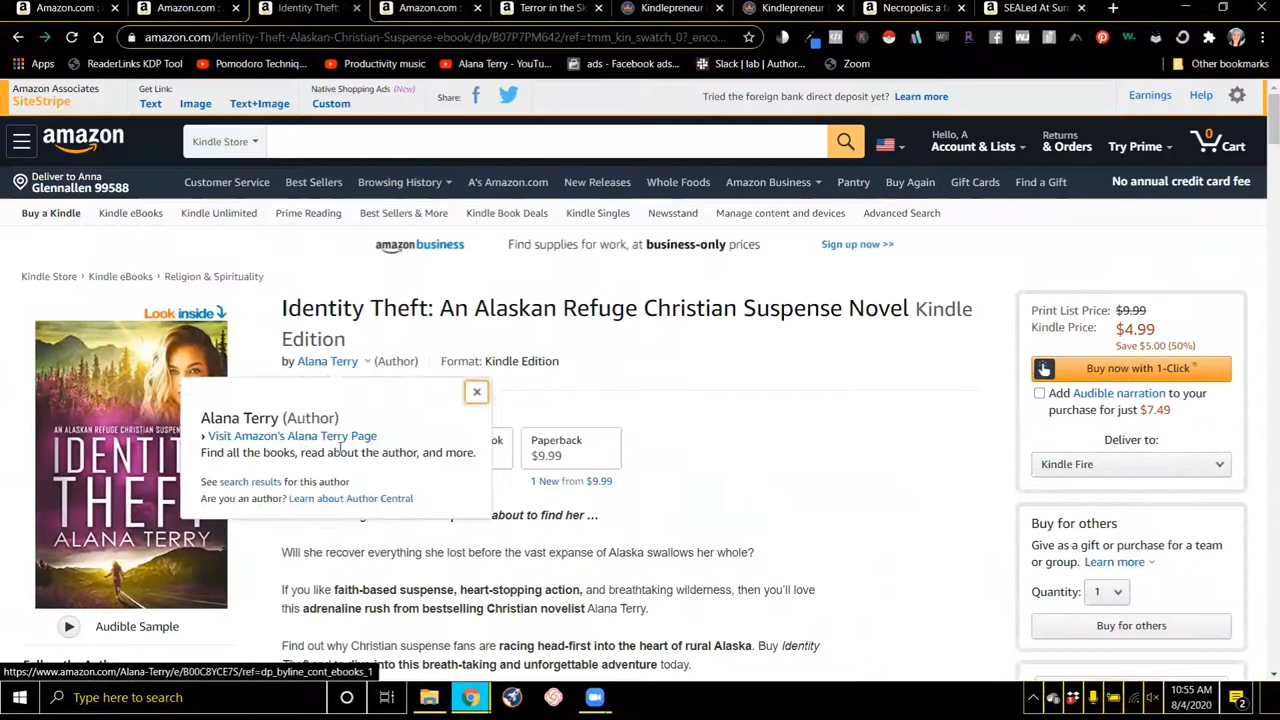 Amazon.com :
Amazon.com :
Identity Theft:
Amazon.com :
Terror in the Sk
Kindlepreneur
Kindlepreneur
Necropolis: a fa
SEALed At Sunr
amazon.com/Identity-Theft-Alaskan-Christian-Suspense-ebook/dp/B07P7PM642/ref=tmm_kin_swatch_0?_enco...
Apps
ReaderLinks KDP Tool
Pomodoro Techniq...
Productivity music
Alana Terry - YouTu...
ads - Facebook ads...
Slack | lab | Author...
Zoom
Other bookmarks
Amazon Associates
SiteStripe
Get Link:
Text Image Text+Image
Native Shopping Ads (New)
Custom
Share:
Tried the foreign bank direct deposit yet? Learn more
Earnings Help
amazon
Kindle Store
Hello, A
Account & Lists
Returns
& Orders
Try Prime
0
Cart
Deliver to Anna
Glennallen 99588
Customer Service Best Sellers Browsing History A's Amazon.com New Releases Whole Foods Amazon Business Pantry Buy Again Gift Cards Find a Gift
No annual credit card fee
Buy a Kindle Kindle eBooks Kindle Unlimited Prime Reading Best Sellers & More Kindle Book Deals Kindle Singles Newsstand Manage content and devices Advanced Search
amazon business Find supplies for work, at business-only prices Sign up now >>
Kindle Store Kindle eBooks Religion & Spirituality
Look inside
AN ALASKAN REFUGE CHRISTIAN SUSPENSE NOVEL
IDENTI
THEFT
ALANA TERRY
Audible Sample
Identity Theft: An Alaskan Refuge Christian Suspense Novel Kindle
Edition
by Alana Terry (Author) Format: Kindle Edition
Alana Terry (Author)
› Visit Amazon's Alana Terry Page
Find all the books, read about the author, and more.
See search results for this author
Are you an author? Learn about Author Central
ok
Paperback
$9.99
1 New from $9.99
about to find her ...
Will she recover everything she lost before the vast expanse of Alaska swallows her whole?
If you like faith-based suspense, heart-stopping action, and breathtaking wilderness, then you'll love
this adrenaline rush from bestselling Christian novelist Alana Terry.
Find out why Christian suspense fans are racing head-first into the heart of rural Alaska. Buy Identity
dive into this breath-taking and unforgettable adventure today.
Print List Price: $9.99
Kindle Price: $4.99
Save $5.00 (50%)
Buy now with 1-Click ®
Add Audible narration to your
purchase for just $7.49
Deliver to:
Kindle Fire
Buy for others
Give as a gift or purchase for a team
or group. Learn more
Quantity: 1
Buy for others
https://www.amazon.com/Alana-Terry/e/B00C8YCE7S/ref=dp_byline_cont_ebooks_1
Type here to search
10:55 AM
8/4/2020
2